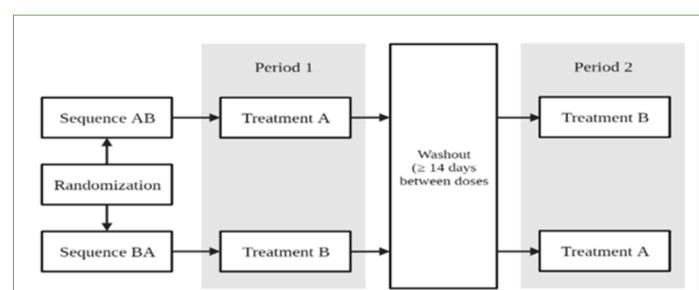 Period 1
Period 2
Sequence AB
Treatment A
Treatment B
Washout
(≥ 14 days
between doses
Randomization
Sequence BA
Treatment B
Treatment A